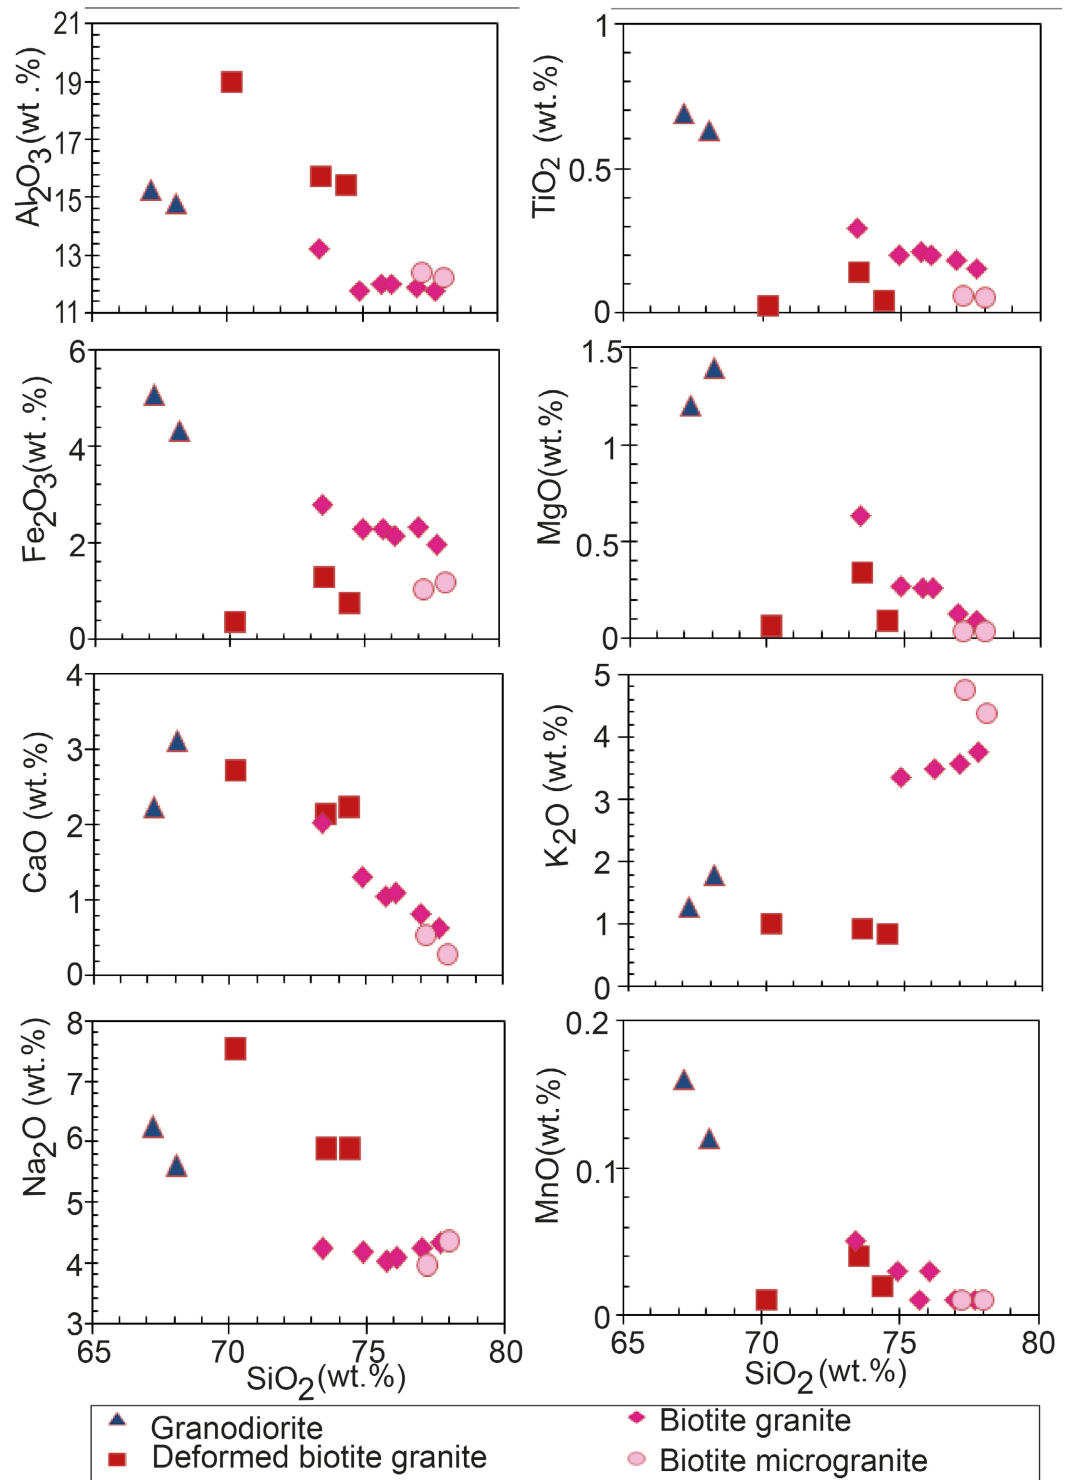 21
19
17
15
13
11
Al2O3(wt .%)
1
0.5
0
TiO2 (wt.%)
6
4
2
0
Fe2O3(wt .%)
1.5
1
0.5
0
MgO(wt.%)
4
3
2
1
0
CaO (wt.%)
5
4
3
2
1
0
K2O (wt.%)
8
7
6
5
4
3
Na2O (wt.%)
65 70 75 80
SiO2(wt.%)
0.2
0.1
0
MnO(wt.%)
65 70 75 80
SiO2(wt.%)
Granodiorite
Deformed biotite granite
Biotite granite
Biotite microgranite